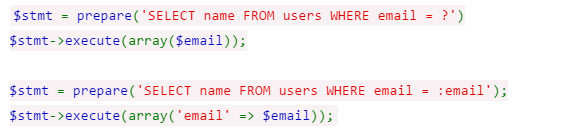 $stmt = prepare('SELECT name FROM users WHERE email = ?')
$stmt->execute(array($email));
$stmt = prepare('SELECT name FROM users WHERE email = :email');
$stmt->execute(array('email' => $email));